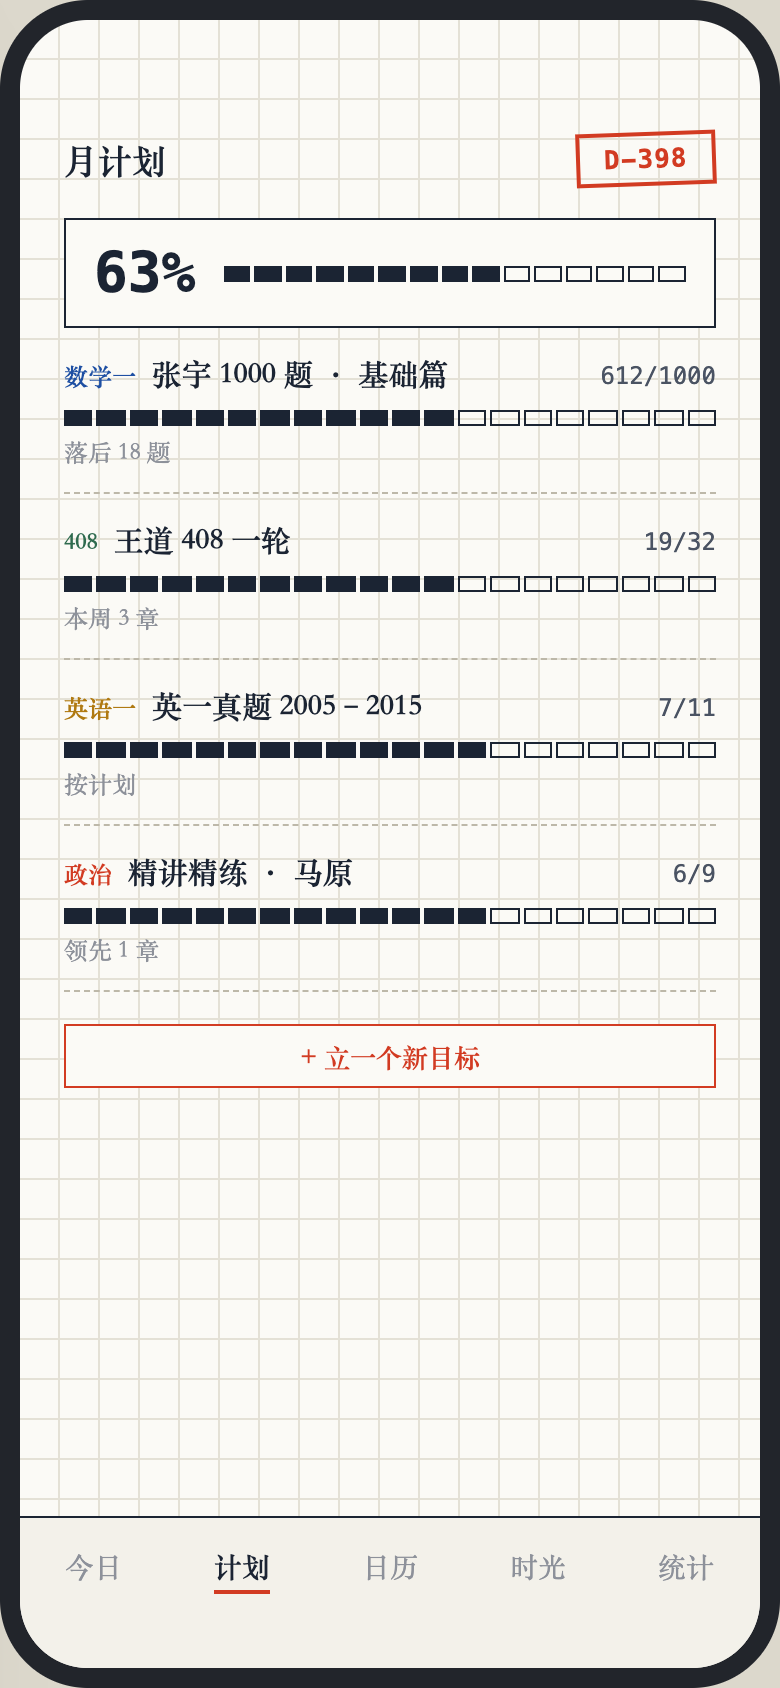 月计划
D-398
63%
数学一 张宇 1000 题 · 基础篇 612/1000
落后 18 题
408 王道 408 一轮 19/32
本周 3 章
英语一 英一真题 2005 – 2015 7/11
按计划
政治 精讲精练 · 马原 6/9
领先 1 章
+ 立一个新目标
今日 计划 日历 时光 统计